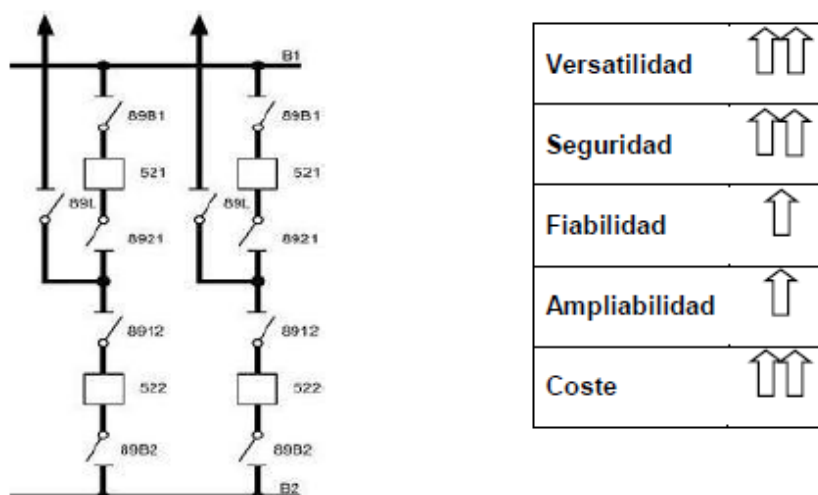 B1
89B1
89B1
521
521
89L
89L
8921
8921
8912
8912
522
522
89B2
89B2
B2
Versatilidad
Seguridad
Fiabilidad
Ampliabilidad
Coste